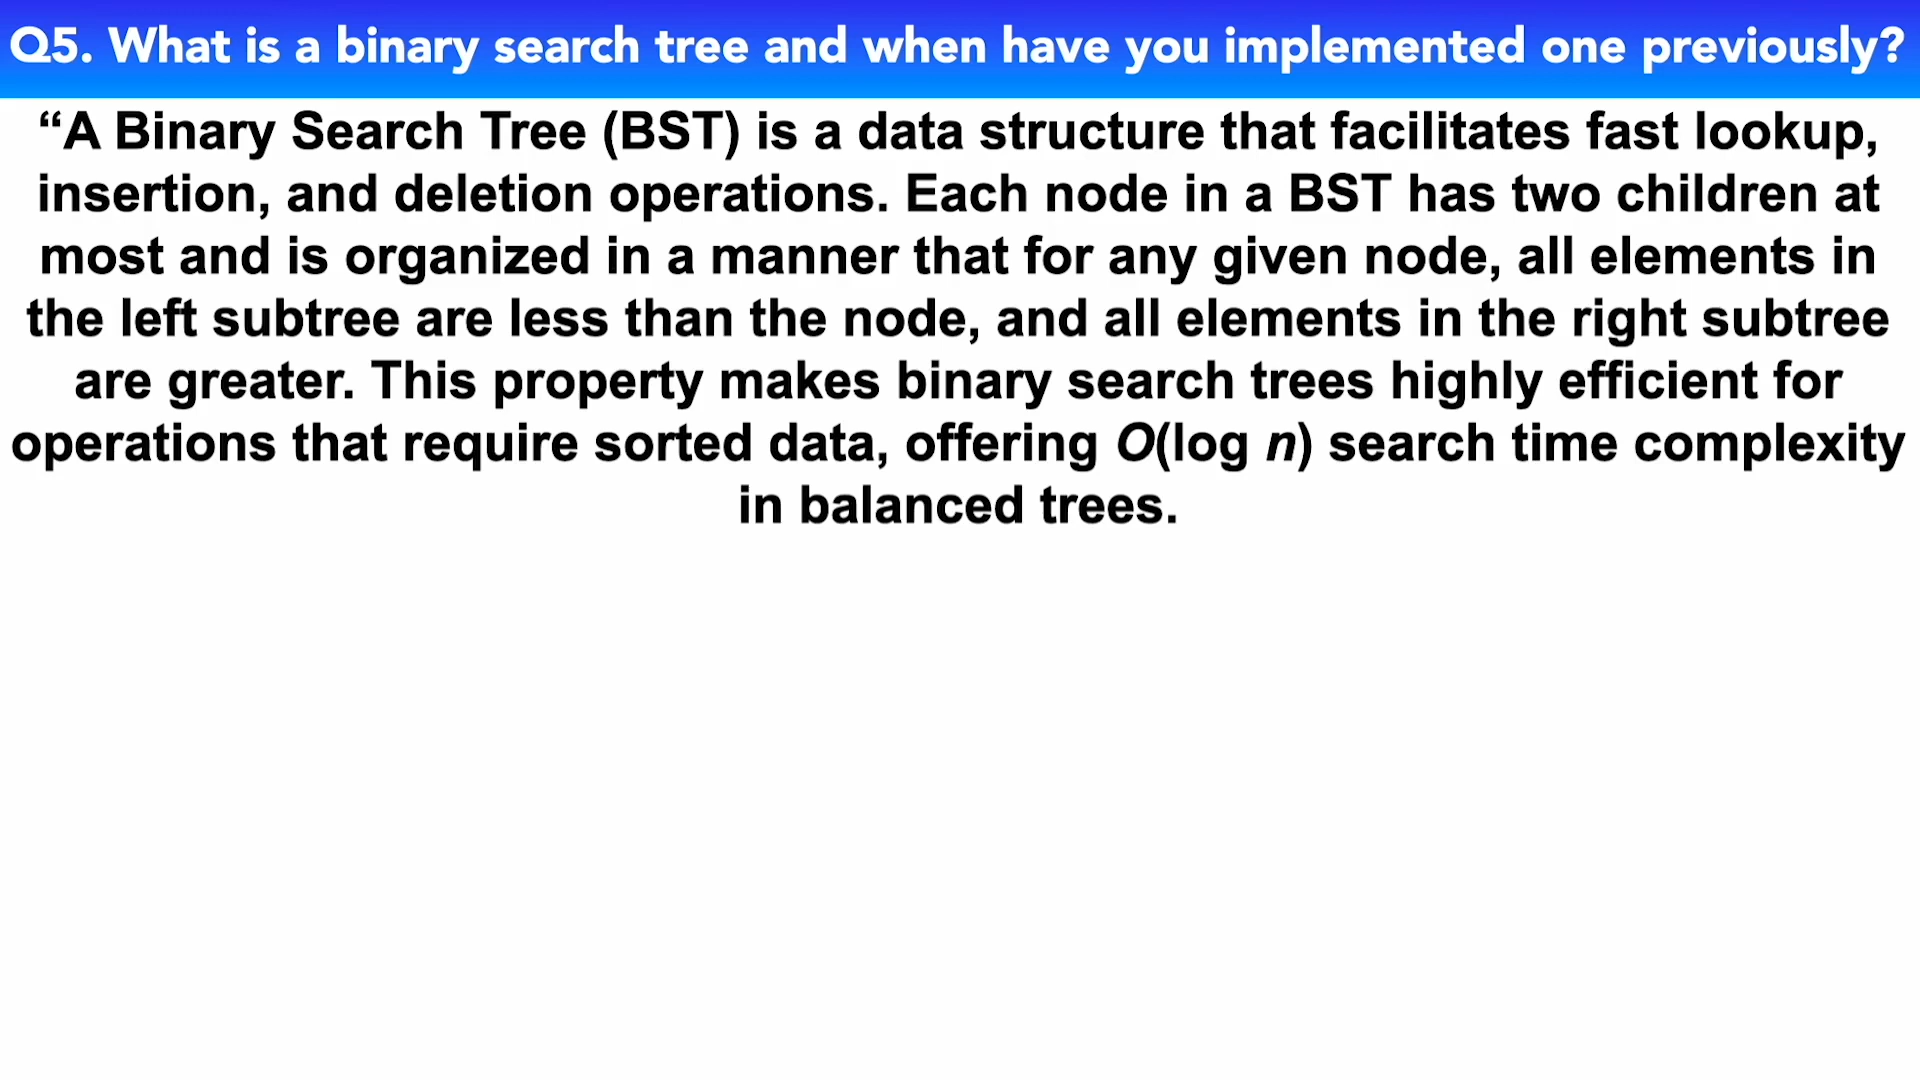 Q5. What is a binary search tree and when have you implemented one previously?
“A Binary Search Tree (BST) is a data structure that facilitates fast lookup,
insertion, and deletion operations. Each node in a BST has two children at
most and is organized in a manner that for any given node, all elements in
the left subtree are less than the node, and all elements in the right subtree
are greater. This property makes binary search trees highly efficient for
operations that require sorted data, offering O(log n) search time complexity
in balanced trees.